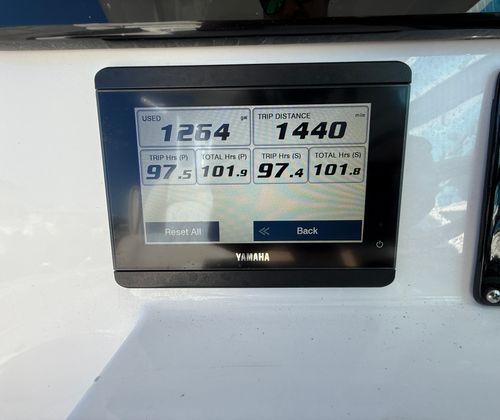 USED gal TRIP DISTANCE mile
1264 1440
TRIP Hrs (P) TOTAL Hrs (P) TRIP Hrs (S) TOTAL Hrs (S)
97.5 101.9 97.4 101.8
Reset All Back
YAMAHA